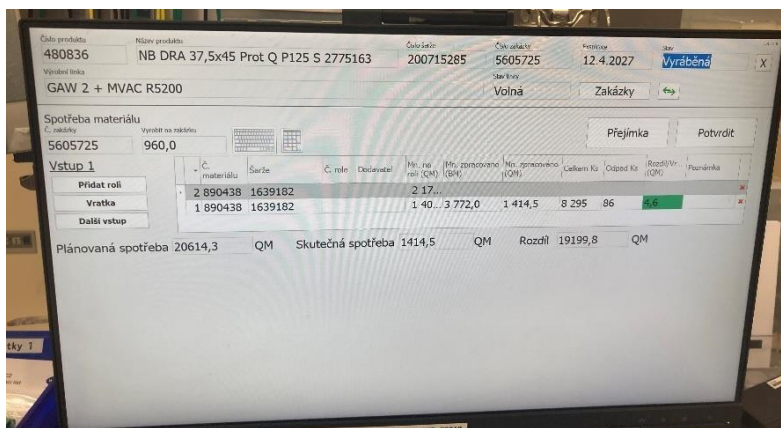 Číslo produktu Název produktu Číslo šarže Číslo zakázky Expirace Stav
480836 NB DRA 37,5x45 Prot Q P125 S 2775163 200715285 5605725 12.4.2027 Vyráběná X
Výrobní linka Stav linky
GAW 2 + MVAC R5200 Volná Zakázky
Spotřeba materiálu
Č. zakázky Vyrobit na zakázku Přejímka Potvrdit
5605725 960,0
Vstup 1 Č. materiálu Šarže Č. role Dodavatel Mn. na roli (QM) Mn. zpracováno (BM) Mn. zpracováno (QM) Celkem Ks Odpad Ks Rozdíl/Vr... (QM) Poznámka
Přidat roli 2 890438 1639182 2 17...
Vratka 1 890438 1639182 1 40... 3 772,0 1 414,5 8 295 86 4,6
Další vstup
Plánovaná spotřeba 20614,3 QM Skutečná spotřeba 1414,5 QM Rozdíl 19199,8 QM
tky 1